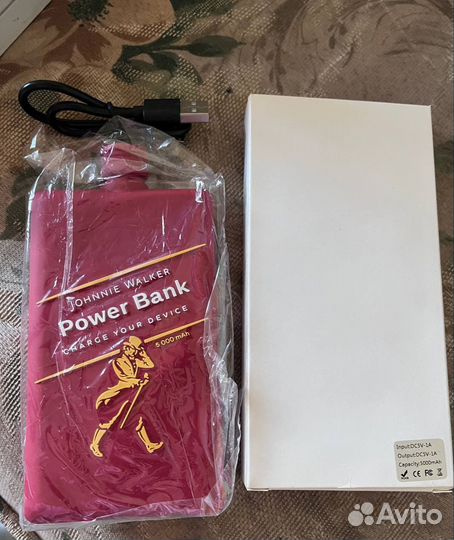 JOHNNIE WALKER
Power Bank
CHARGE YOUR DEVICE
5 000 mAh
Input:DC5V-1A
Output:DC5V-1A
Capacity:5000mAh
CE
Avito